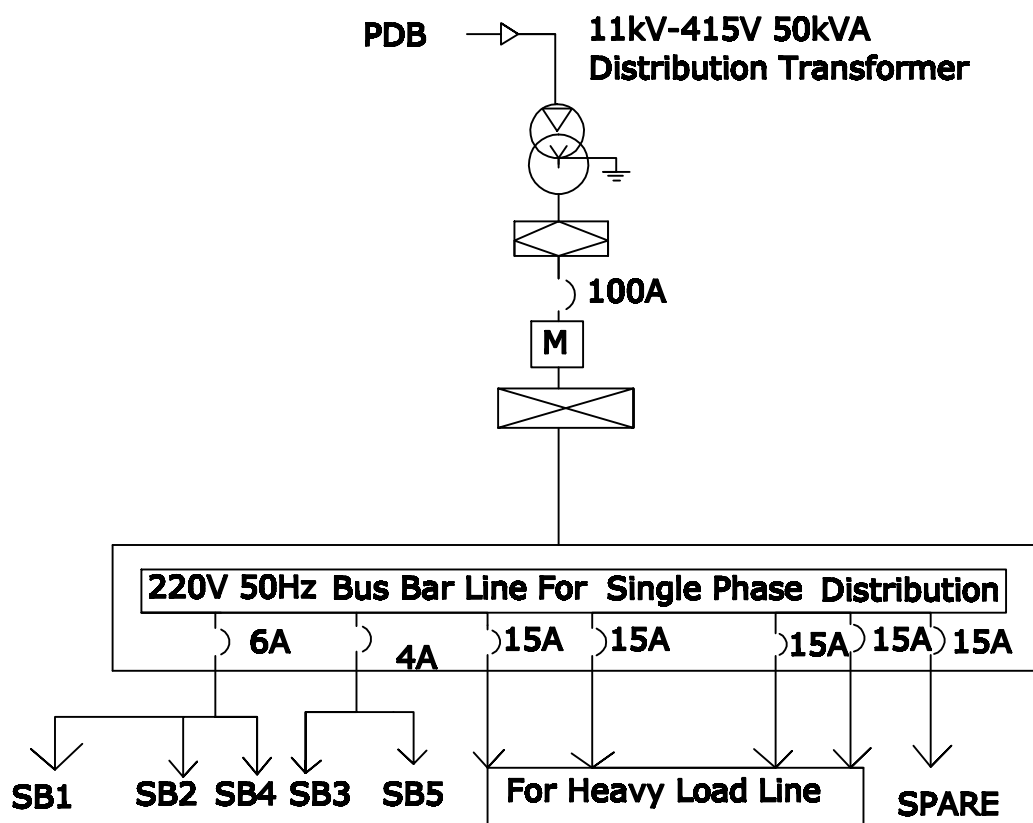 PDB
11kV-415V 50kVA
Distribution Transformer
100A
M
220V 50Hz Bus Bar Line For Single Phase Distribution
6A
4A
15A
15A
15A
15A
15A
SB1
SB2
SB4
SB3
SB5
For Heavy Load Line
SPARE